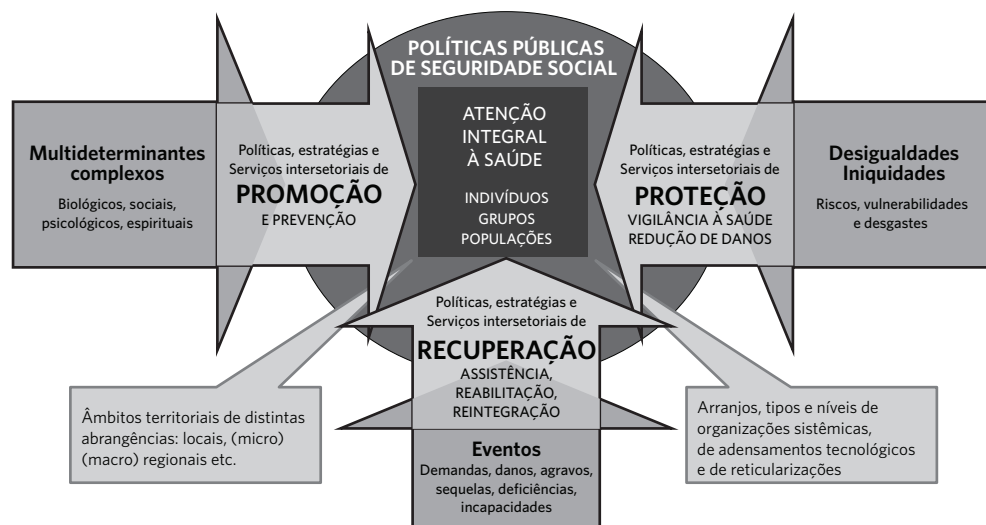 POLÍTICAS PÚBLICAS
DE SEGURIDADE SOCIAL
ATENÇÃO
INTEGRAL
À SAÚDE
INDIVÍDUOS
GRUPOS
POPULAÇÕES
Multideterminantes
complexos
Biológicos, sociais,
psicológicos, espirituais
Políticas, estratégias e
Serviços intersetoriais de
PROMOÇÃO
E PREVENÇÃO
Políticas, estratégias e
Serviços intersetoriais de
PROTEÇÃO
VIGILÂNCIA À SAÚDE
REDUÇÃO DE DANOS
Desigualdades
Iniquidades
Riscos, vulnerabilidades
e desgastes
Políticas, estratégias e
Serviços intersetoriais de
RECUPERAÇÃO
ASSISTÊNCIA,
REABILITAÇÃO,
REINTEGRAÇÃO
Eventos
Demandas, danos, agravos,
sequelas, deficiências,
incapacidades
Âmbitos territoriais de distintas
abrangências: locais, (micro)
(macro) regionais etc.
Arranjos, tipos e níveis de
organizações sistêmicas,
de adensamentos tecnológicos
e de reticularizações